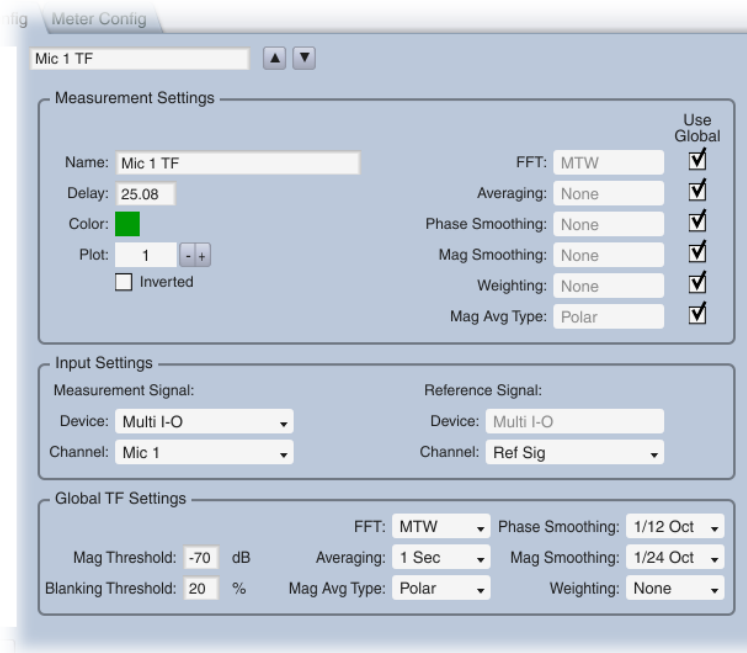 nfig Meter Config
Mic 1 TF ▲ ▼
Measurement Settings
Use
Global
Name: Mic 1 TF FFT: MTW
Delay: 25.08 Averaging: None
Color: Phase Smoothing: None
Plot: 1 - + Mag Smoothing: None
Inverted Weighting: None
Mag Avg Type: Polar
Input Settings
Measurement Signal: Reference Signal:
Device: Multi I-O Device: Multi I-O
Channel: Mic 1 Channel: Ref Sig
Global TF Settings
FFT: MTW Phase Smoothing: 1/12 Oct
Mag Threshold: -70 dB Averaging: 1 Sec Mag Smoothing: 1/24 Oct
Blanking Threshold: 20 % Mag Avg Type: Polar Weighting: None